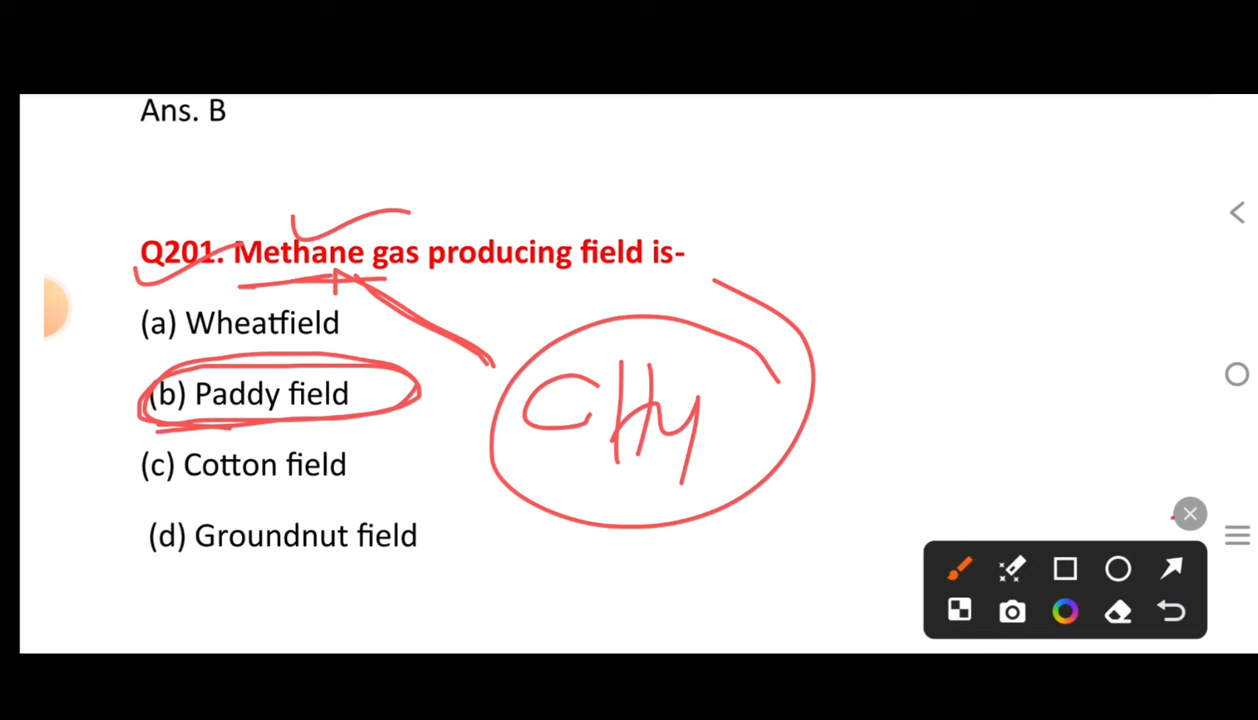 Ans. B
Q201. Methane gas producing field is-
(a) Wheatfield
(b) Paddy field
CH4
(c) Cotton field
(d) Groundnut field